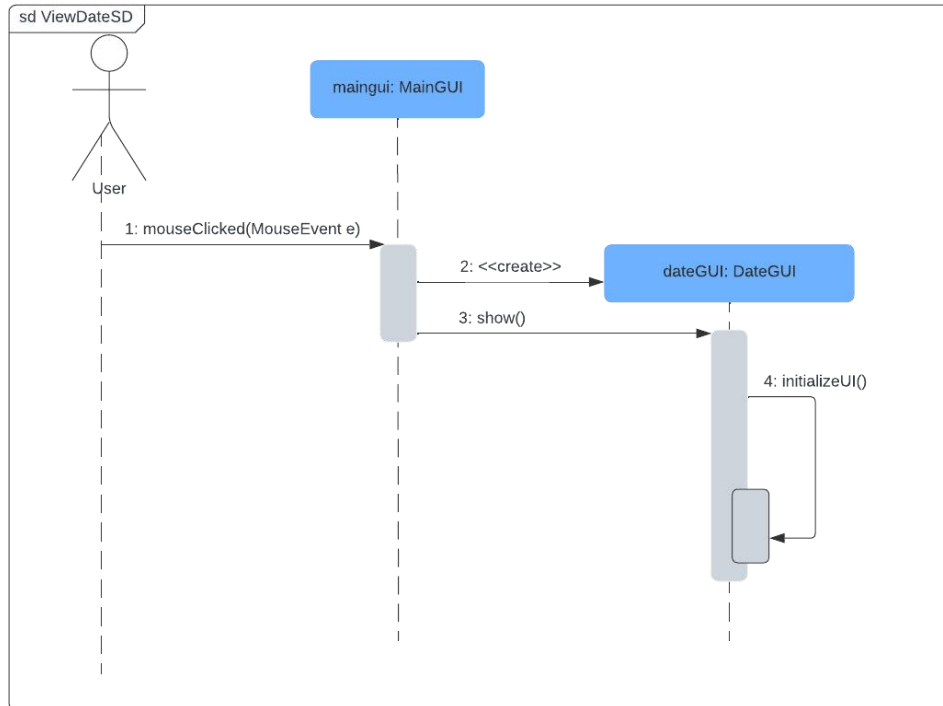 sd ViewDateSD
maingui: MainGUI
User
1: mouseClicked(MouseEvent e)
2: <<create>>
dateGUI: DateGUI
3: show()
4: initializeUI()